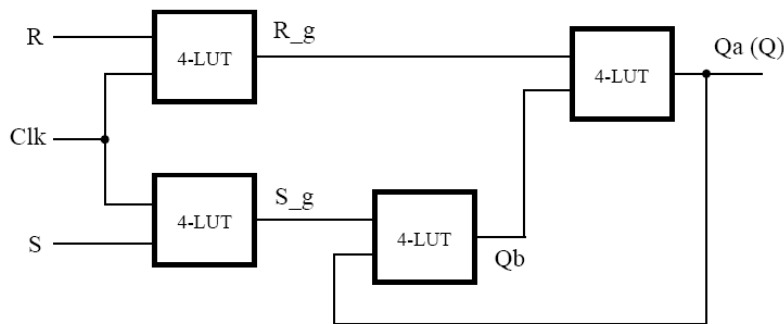 R
4-LUT
R_g
4-LUT
Qa (Q)
Clk
4-LUT
S_g
S
4-LUT
Qb